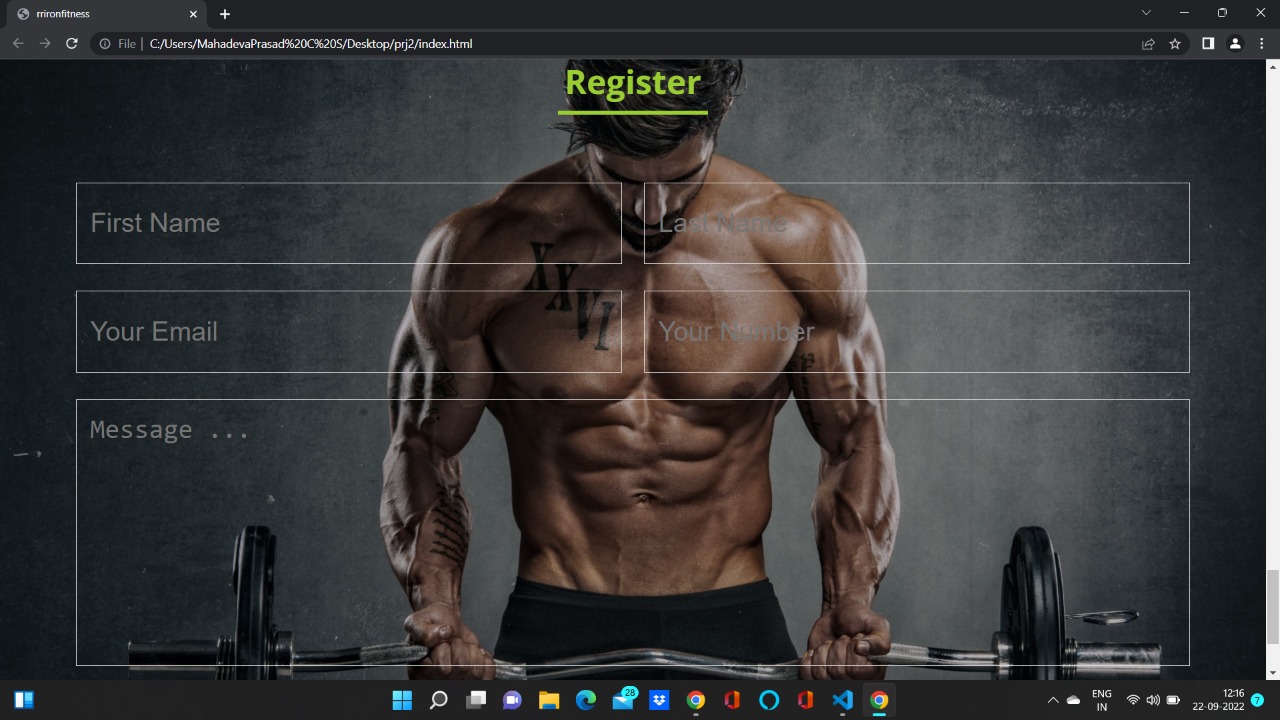 rrironfitness
File
C:/Users/MahadevaPrasad%20C%20S/Desktop/prj2/index.html
Register
First Name
Last Name
XXVI
Your Email
Your Number
Message ...
28
ENG
IN
12:16
22-09-2022
7